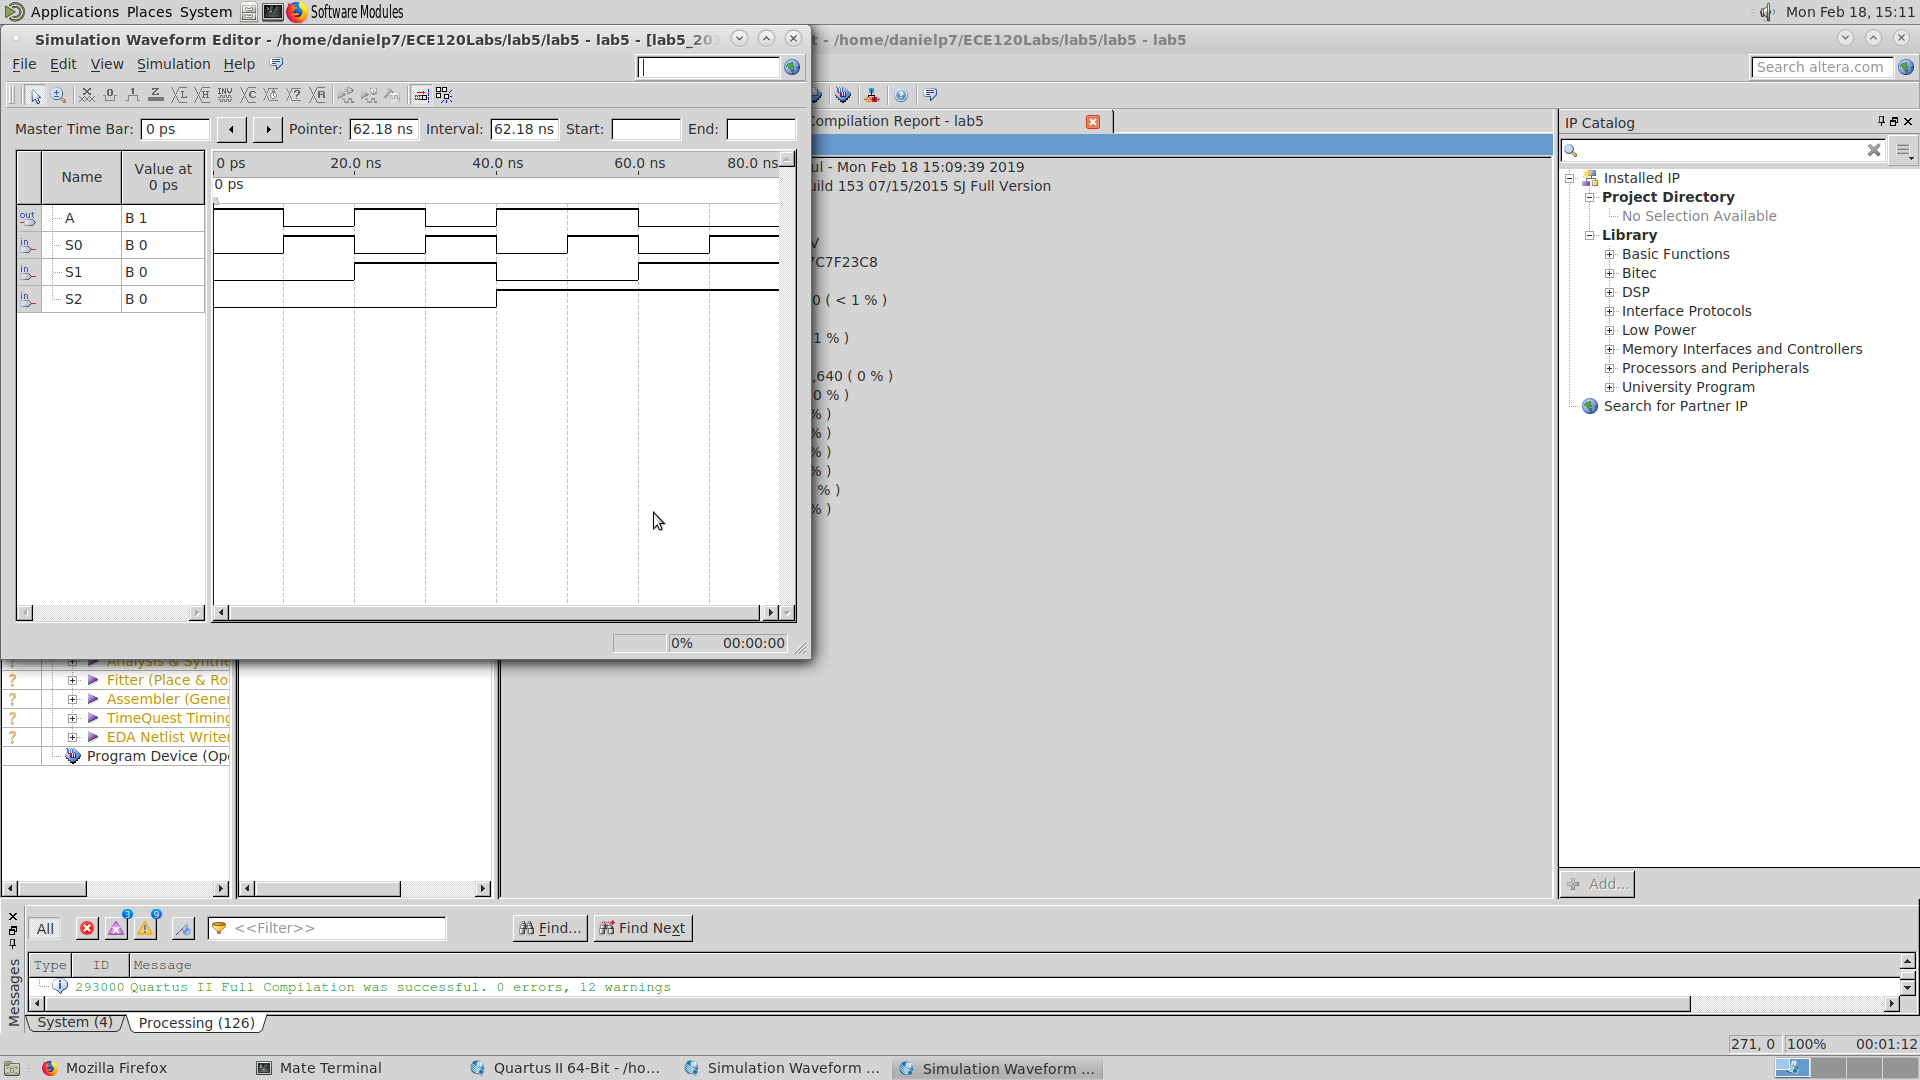 Applications Places System Software Modules Mon Feb 18, 15:11
Simulation Waveform Editor - /home/danielp7/ECE120Labs/lab5/lab5 - lab5 - [lab5_20
- /home/danielp7/ECE120Labs/lab5/lab5 - lab5
File Edit View Simulation Help
Search altera.com
Master Time Bar: 0 ps Pointer: 62.18 ns Interval: 62.18 ns Start: End:
Compilation Report - lab5
IP Catalog
Name Value at 0 ps
0 ps 20.0 ns 40.0 ns 60.0 ns 80.0 ns
0 ps
A B 1
S0 B 0
S1 B 0
S2 B 0
ul - Mon Feb 18 15:09:39 2019
uild 153 07/15/2015 SJ Full Version
V
7C7F23C8
0 ( < 1 % )
1 % )
,640 ( 0 % )
0 % )
% )
% )
% )
% )
% )
% )
Installed IP
Project Directory
No Selection Available
Library
Basic Functions
Bitec
DSP
Interface Protocols
Low Power
Memory Interfaces and Controllers
Processors and Peripherals
University Program
Search for Partner IP
0% 00:00:00
Analysis & Synthe
Fitter (Place & Ro
Assembler (Gener
TimeQuest Timing
EDA Netlist Writer
Program Device (Ope
Add...
All 3 9 <<Filter>> Find... Find Next
Type ID Message
293000 Quartus II Full Compilation was successful. 0 errors, 12 warnings
Messages
System (4) Processing (126)
271, 0 100% 00:01:12
Mozilla Firefox Mate Terminal Quartus II 64-Bit - /ho... Simulation Waveform ... Simulation Waveform ...